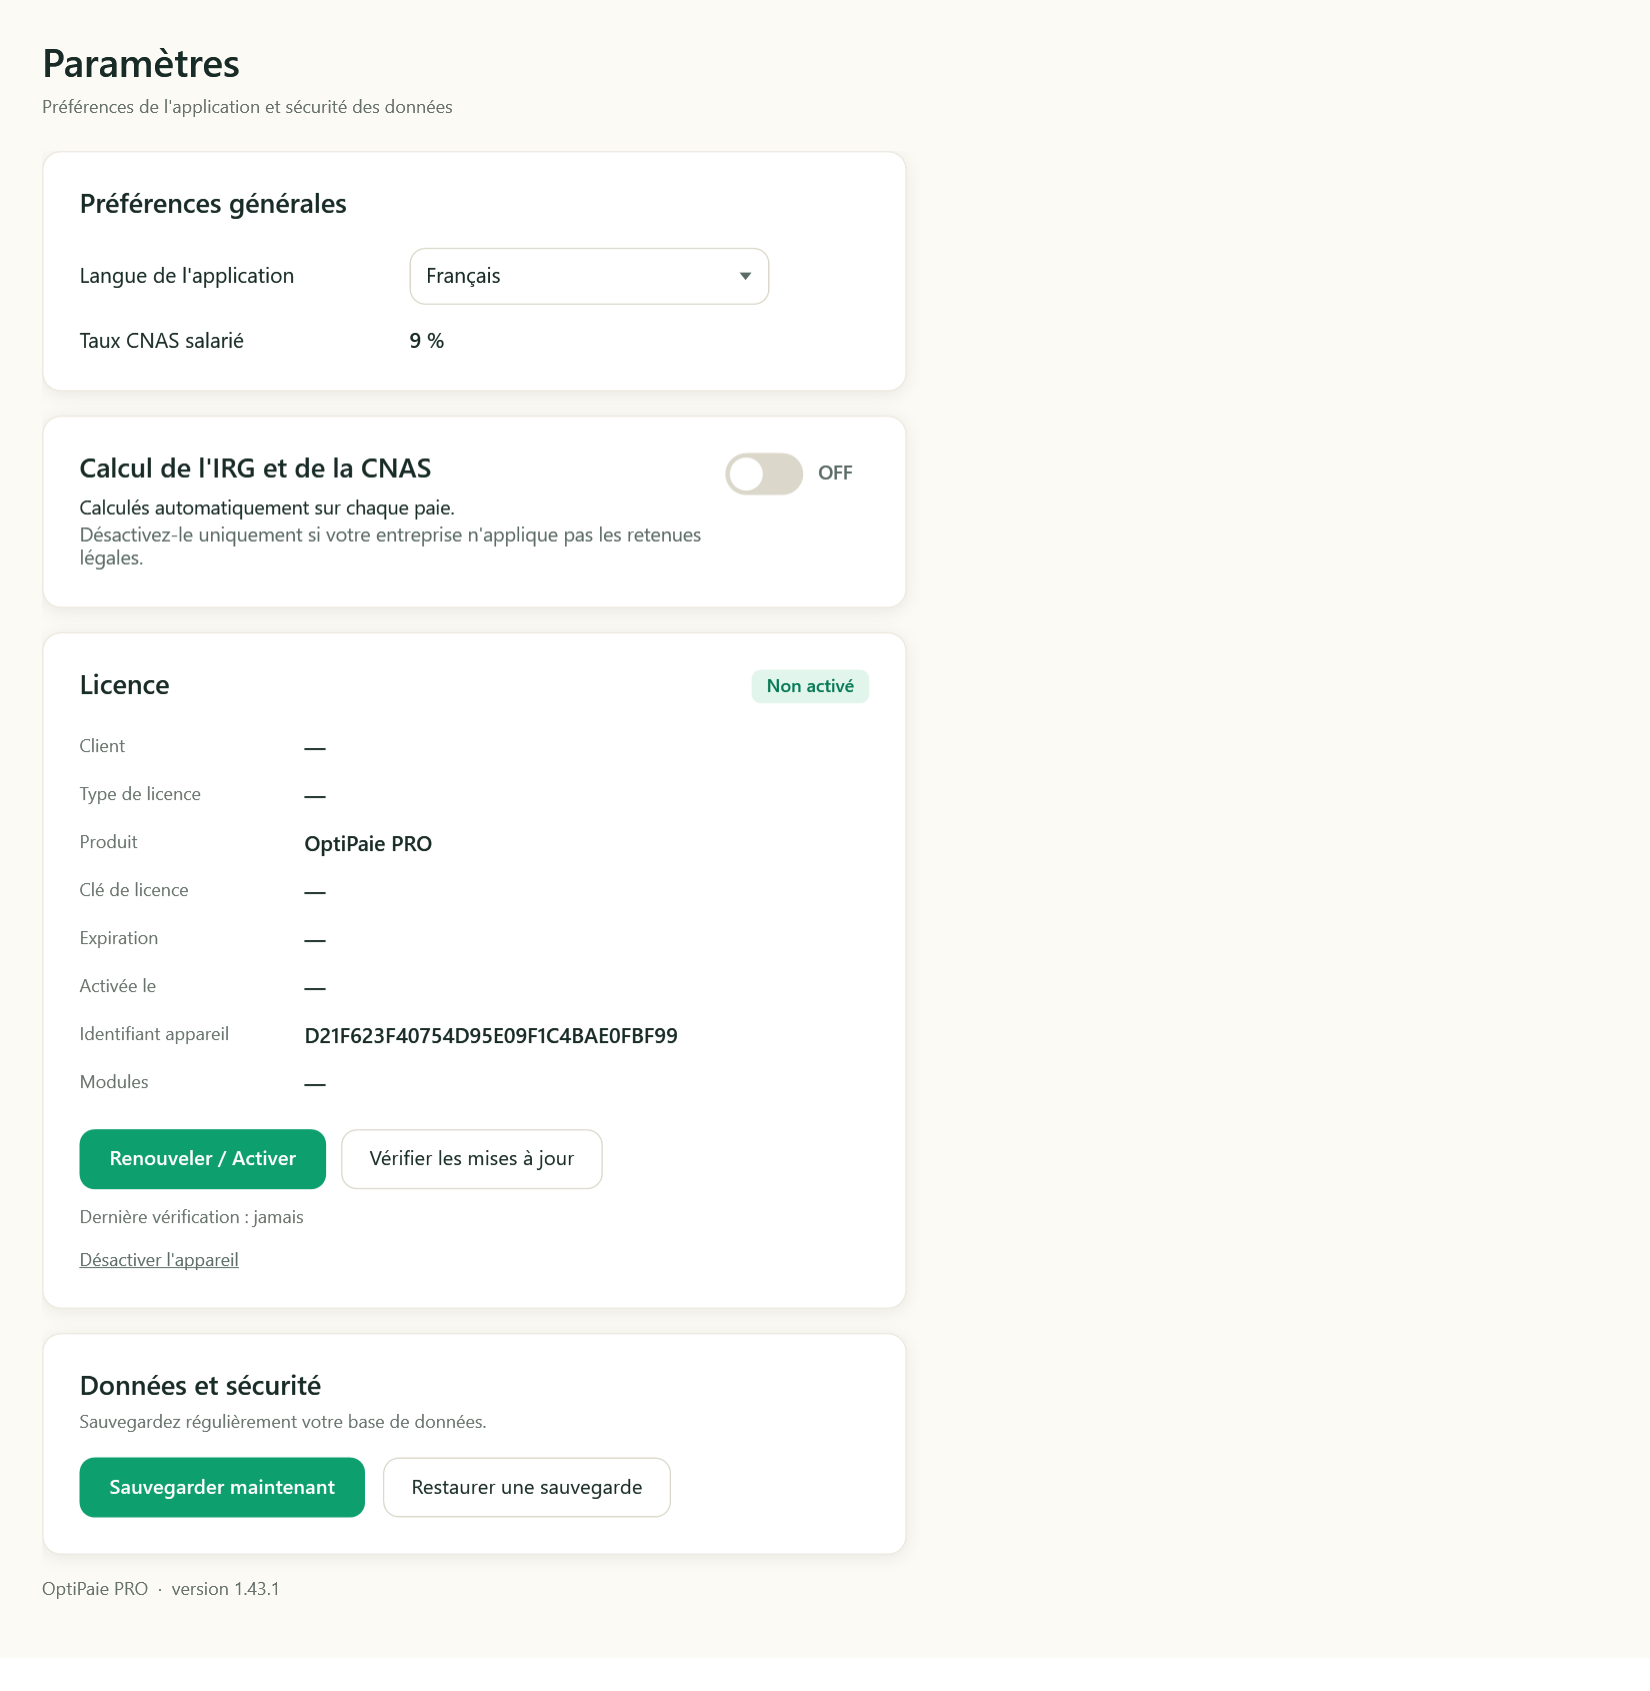 Paramètres
Préférences de l'application et sécurité des données
Préférences générales
Langue de l'application
Français
Taux CNAS salarié
9 %
Calcul de l'IRG et de la CNAS
OFF
Calculés automatiquement sur chaque paie.
Désactivez-le uniquement si votre entreprise n'applique pas les retenues
légales.
Licence
Non activé
Client
—
Type de licence
—
Produit
OptiPaie PRO
Clé de licence
—
Expiration
—
Activée le
—
Identifiant appareil
D21F623F40754D95E09F1C4BAE0FBF99
Modules
—
Renouveler / Activer
Vérifier les mises à jour
Dernière vérification : jamais
Désactiver l'appareil
Données et sécurité
Sauvegardez régulièrement votre base de données.
Sauvegarder maintenant
Restaurer une sauvegarde
OptiPaie PRO · version 1.43.1